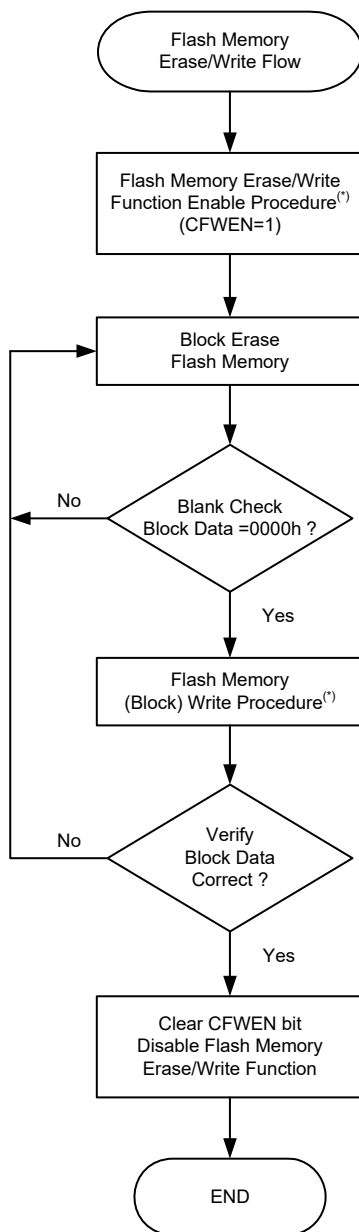 Flash Memory
Erase/Write Flow
Flash Memory Erase/Write
Function Enable Procedure(*)
(CFWEN=1)
Block Erase
Flash Memory
No
Blank Check
Block Data =0000h ?
Yes
Flash Memory
(Block) Write Procedure(*)
No
Verify
Block Data
Correct ?
Yes
Clear CFWEN bit
Disable Flash Memory
Erase/Write Function
END